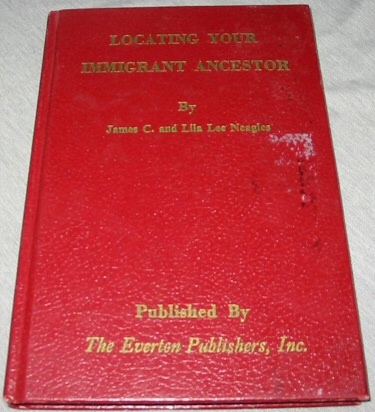 LOCATING YOUR
IMMIGRANT ANCESTOR
By
James C. and Lila Lee Neagles
Published By
The Everton Publishers, Inc.